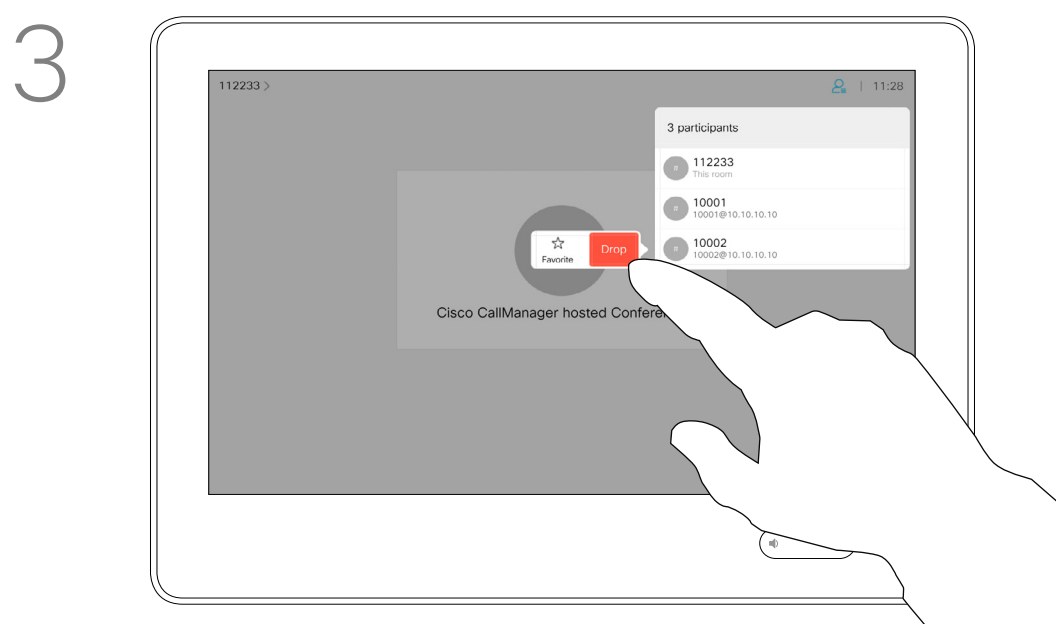 3
112233 >
| 11:28
3 participants
112233
This room
10001
10001@10.10.10.10
10002
10002@10.10.10.10
Favorite
Drop
Cisco CallManager hosted